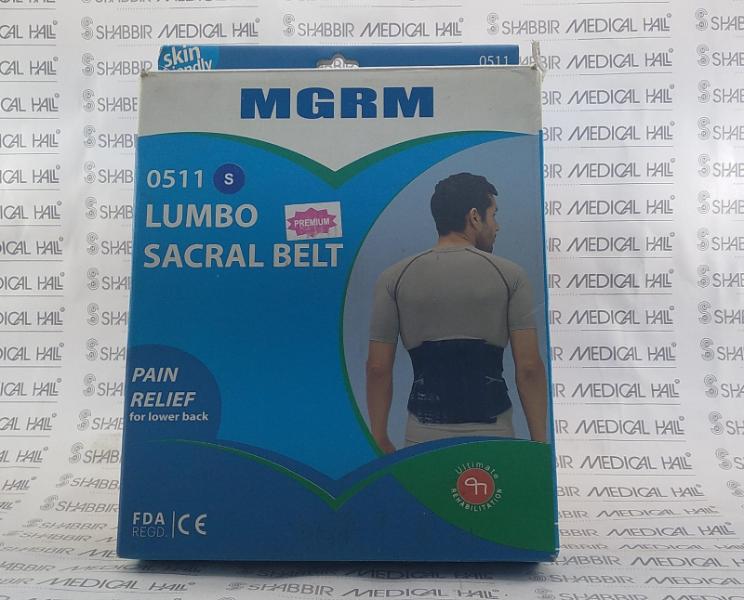 SHABBIR MEDICAL HALL
skin
friendly
0511
MGRM
0511 S
LUMBO
PREMIUM
SACRAL BELT
PAIN
RELIEF
for lower back
Ultimate
REHABILITATION
FDA
REGD.
CE